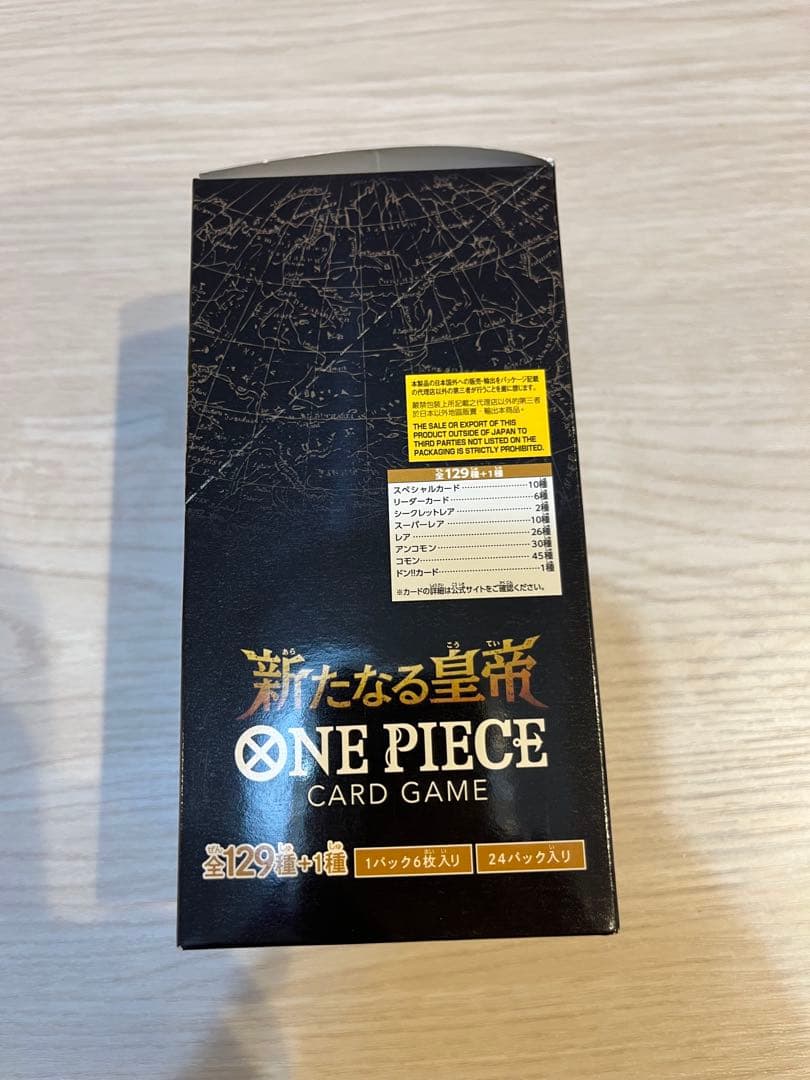 本製品の日本国外への販売・輸出をパッケージ記載
の代理店以外の第三者が行うことを厳に禁じます。
嚴禁包裝上所記載之代理店以外的第三者
於日本以外地區販賣、輸出本商品。
THE SALE OR EXPORT OF THIS
PRODUCT OUTSIDE OF JAPAN TO
THIRD PARTIES NOT LISTED ON THE
PACKAGING IS STRICTLY PROHIBITED.
全129種+1種
スペシャルカード…………………10種
リーダーカード……………………6種
シークレットレア…………………2種
スーパーレア………………………10種
レア…………………………………26種
アンコモン…………………………30種
コモン………………………………45種
ドン!!カード………………………1種
※カードの詳細は公式サイトをご確認ください。
新たなる皇帝
ONE PIECE
CARD GAME
全129種+1種 1パック6枚入り 24パック入り